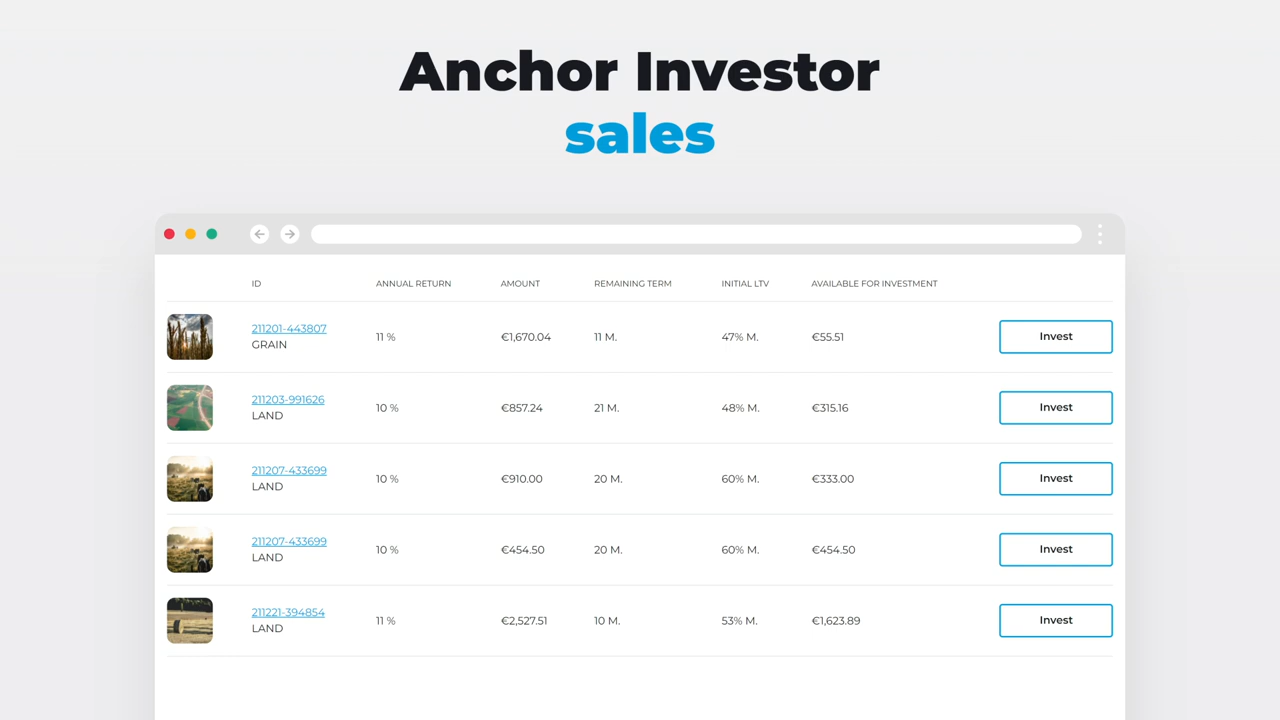 Anchor Investor
sales
ID ANNUAL RETURN AMOUNT REMAINING TERM INITIAL LTV AVAILABLE FOR INVESTMENT
211201-443807
GRAIN
11 % €1,670.04 11 M. 47% M. €55.51 Invest
211203-991626
LAND
10 % €857.24 21 M. 48% M. €315.16 Invest
211207-433699
LAND
10 % €910.00 20 M. 60% M. €333.00 Invest
211207-433699
LAND
10 % €454.50 20 M. 60% M. €454.50 Invest
211221-394854
LAND
11 % €2,527.51 10 M. 53% M. €1,623.89 Invest